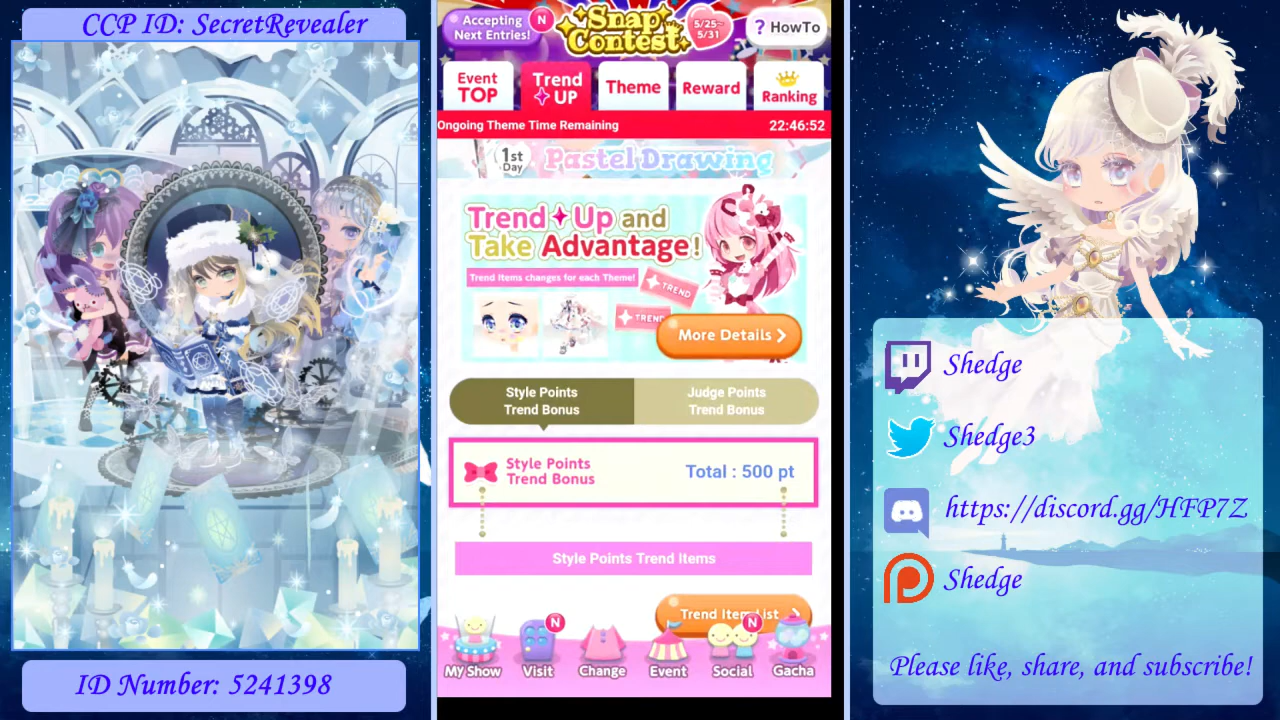 CCP ID: SecretRevealer
ID Number: 5241398
Accepting
Next Entries!
N
Snap
Contest
5/25~
5/31
? HowTo
Event
TOP
Trend
UP
Theme
Reward
Ranking
Ongoing Theme Time Remaining
22:46:52
1st
Day
Pastel Drawing
Trend Up and
Take Advantage!
Trend items changes for each Theme!
TREND
TREND
More Details
Style Points
Trend Bonus
Judge Points
Trend Bonus
Style Points
Trend Bonus
Total : 500 pt
Style Points Trend Items
Trend Item List
N
N
My Show
Visit
Change
Event
Social
Gacha
Shedge
Shedge3
https://discord.gg/HFP7Z
Shedge
Please like, share, and subscribe!